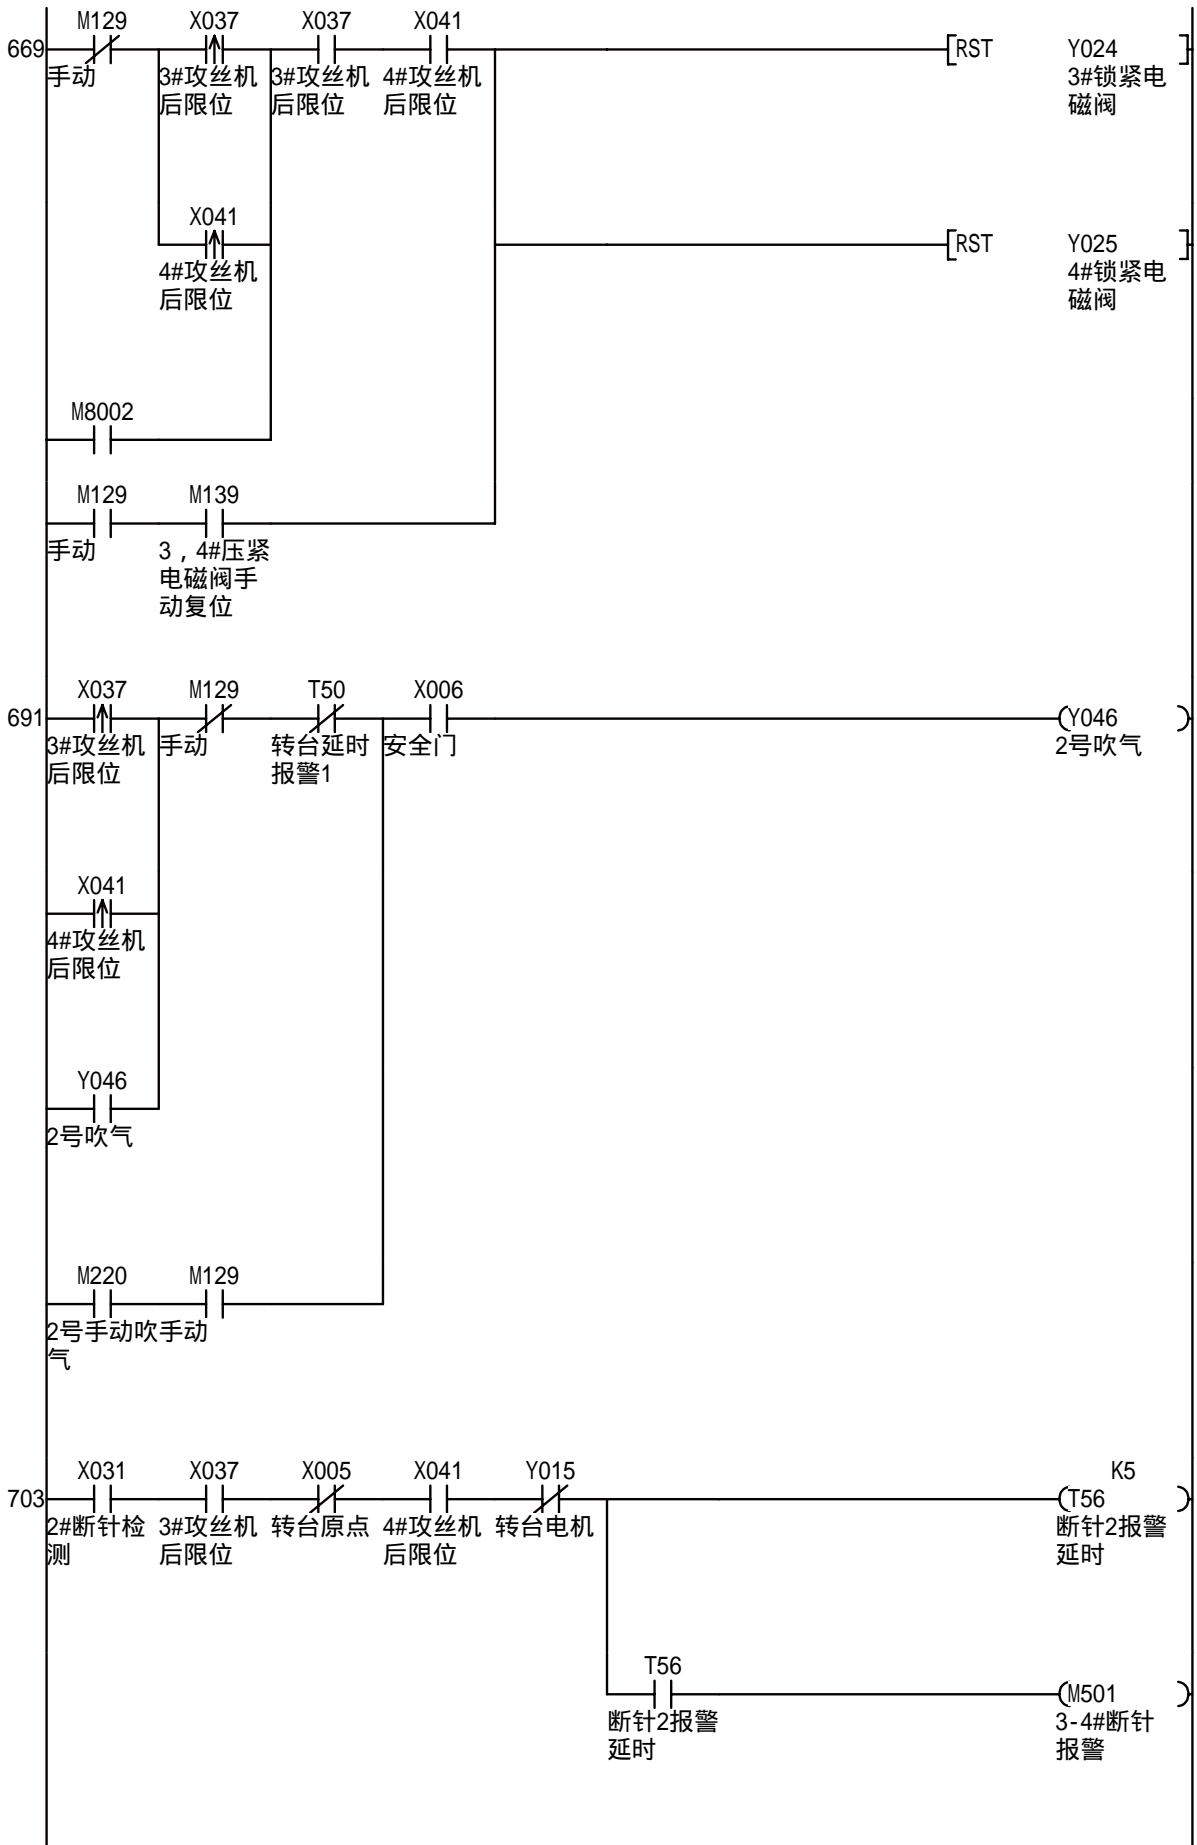 M129 X037 X037 X041
669 RST Y024
手动 3#攻丝机 3#攻丝机 4#攻丝机 3#锁紧电
后限位 后限位 后限位 磁阀
X041
RST Y025
4#攻丝机 4#锁紧电
后限位 磁阀
M8002
M129 M139
手动 3，4#压紧
电磁阀手
动复位
X037 M129 T50 X006
691 Y046
3#攻丝机 手动 转台延时 安全门 2号吹气
后限位 报警1
X041
4#攻丝机
后限位
Y046
2号吹气
M220 M129
2号手动吹 手动
气
X031 X037 X005 X041 Y015 K5
703 T56
2#断针检 3#攻丝机 转台原点 4#攻丝机 转台电机 断针2报警
测 后限位 后限位 延时
T56
M501
断针2报警 3-4#断针
延时 报警